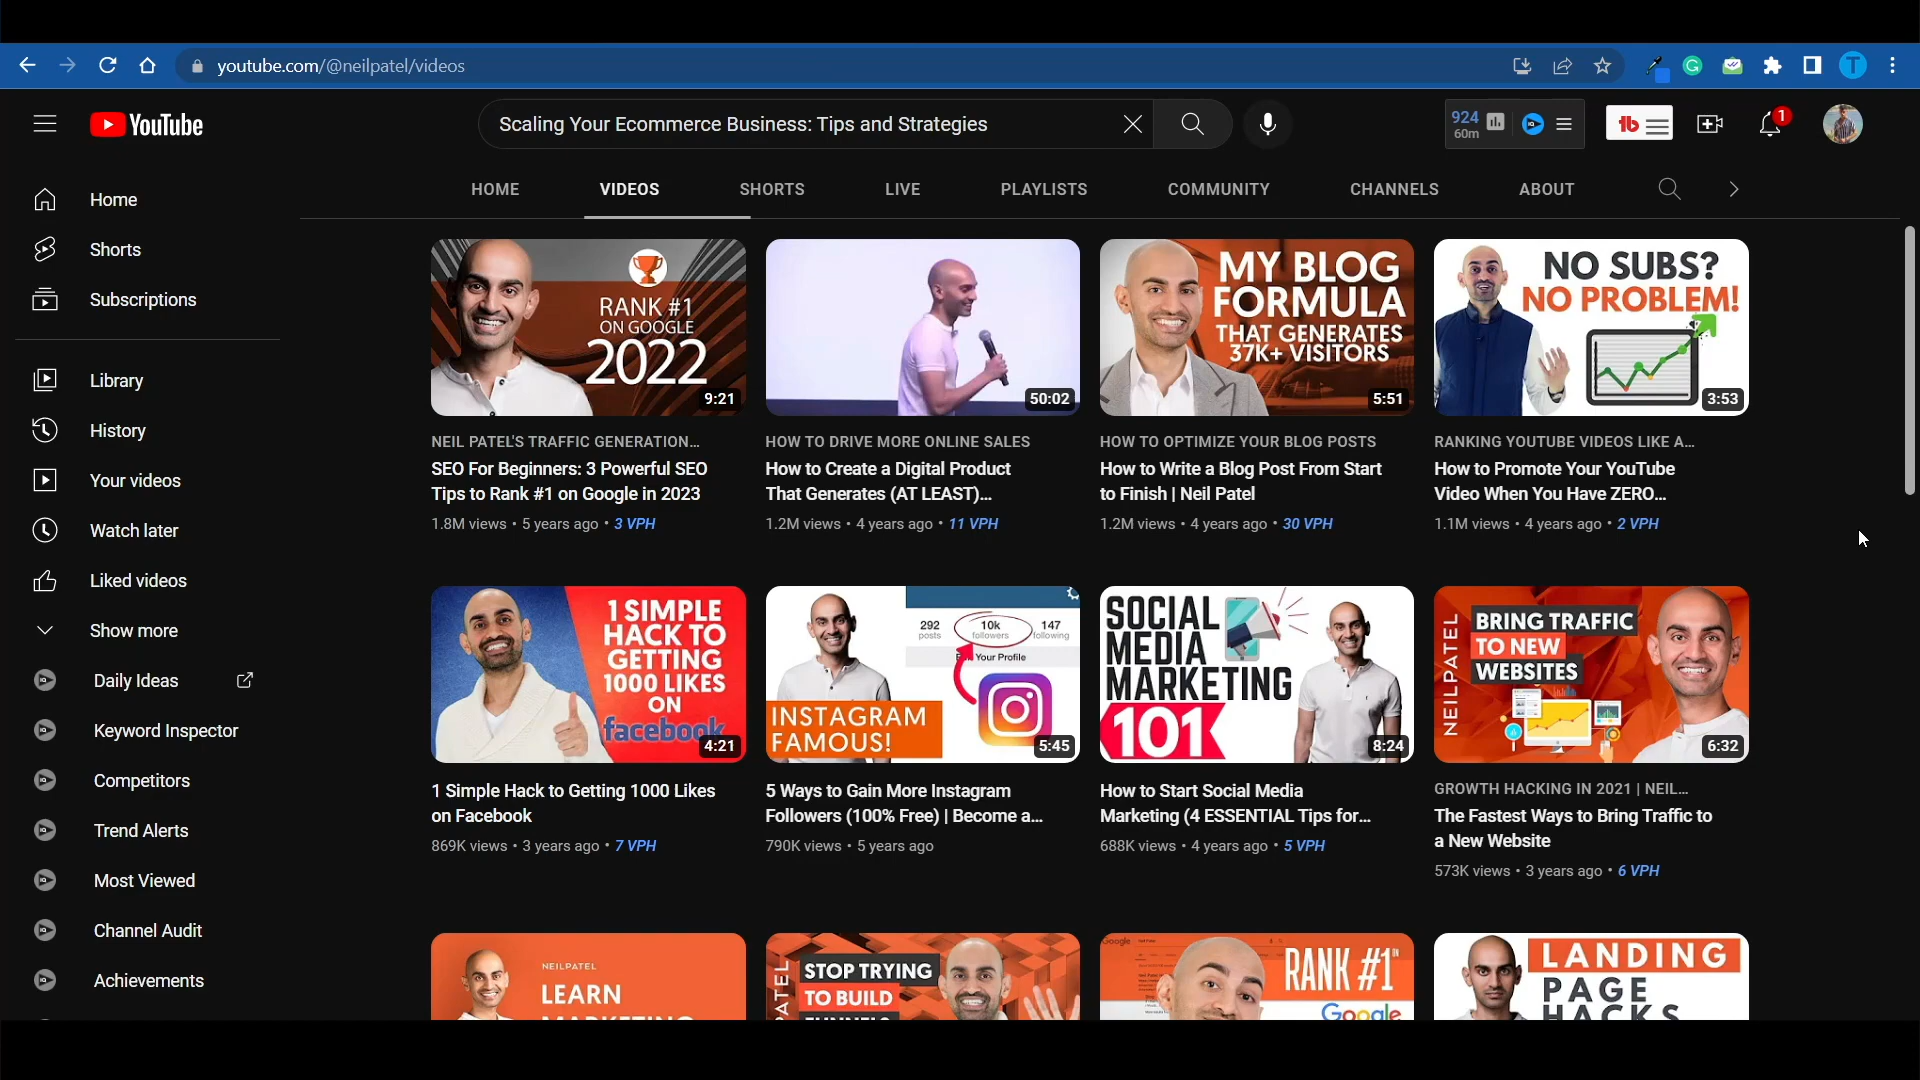 youtube.com/@neilpatel/videos
YouTube
Scaling Your Ecommerce Business: Tips and Strategies
924
60m
1
T
HOME
VIDEOS
SHORTS
LIVE
PLAYLISTS
COMMUNITY
CHANNELS
ABOUT
Home
Shorts
Subscriptions
Library
History
Your videos
Watch later
Liked videos
Show more
Daily Ideas
Keyword Inspector
Competitors
Trend Alerts
Most Viewed
Channel Audit
Achievements
RANK #1
ON GOOGLE
2022
9:21
NEIL PATEL'S TRAFFIC GENERATION...
SEO For Beginners: 3 Powerful SEO
Tips to Rank #1 on Google in 2023
1.8M views • 5 years ago • 3 VPH
50:02
HOW TO DRIVE MORE ONLINE SALES
How to Create a Digital Product
That Generates (AT LEAST)...
1.2M views • 4 years ago • 11 VPH
MY BLOG
FORMULA
THAT GENERATES
37K+ VISITORS
5:51
HOW TO OPTIMIZE YOUR BLOG POSTS
How to Write a Blog Post From Start
to Finish | Neil Patel
1.2M views • 4 years ago • 30 VPH
NO SUBS?
NO PROBLEM!
3:53
RANKING YOUTUBE VIDEOS LIKE A...
How to Promote Your YouTube
Video When You Have ZERO...
1.1M views • 4 years ago • 2 VPH
1 SIMPLE
HACK TO
GETTING
1000 LIKES
ON
facebook
4:21
1 Simple Hack to Getting 1000 Likes
on Facebook
869K views • 3 years ago • 7 VPH
292 10k 147
posts followers following
Your Profile
INSTAGRAM
FAMOUS!
5:45
5 Ways to Gain More Instagram
Followers (100% Free) | Become a...
790K views • 5 years ago
SOCIAL
MEDIA
MARKETING
101
8:24
How to Start Social Media
Marketing (4 ESSENTIAL Tips for...
688K views • 4 years ago • 5 VPH
NEILPATEL
BRING TRAFFIC
TO NEW
WEBSITES
6:32
GROWTH HACKING IN 2021 | NEIL...
The Fastest Ways to Bring Traffic to
a New Website
573K views • 3 years ago • 6 VPH
NEILPATEL
LEARN
MARKETING
STOP TRYING
TO BUILD
FUNNELS
RANK #1
Google
LANDING
PAGE
HACKS